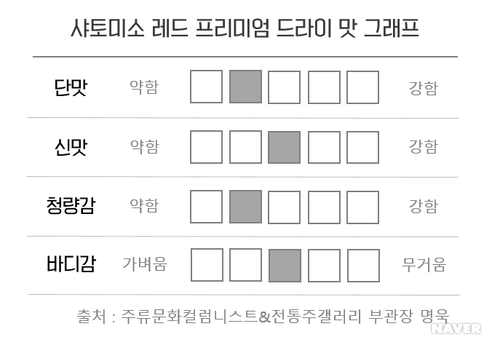 샤토미소 레드 프리미엄 드라이 맛 그래프
단맛 약함 강함
신맛 약함 강함
청량감 약함 강함
바디감 가벼움 무거움
출처 : 주류문화컬럼니스트&전통주갤러리 부관장 명욱
NAVER